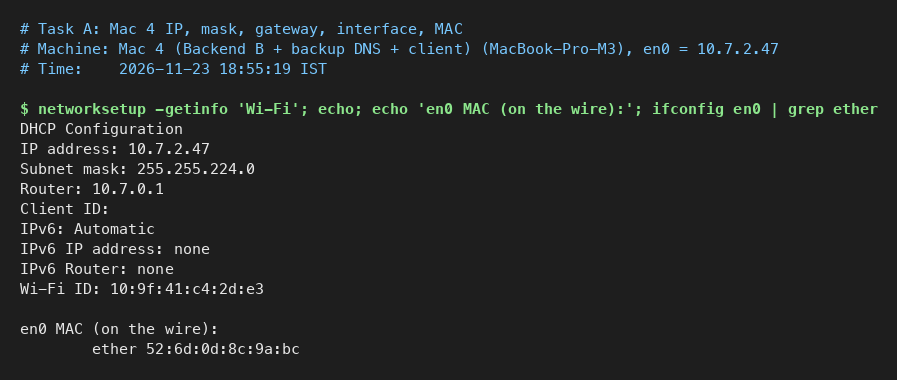 # Task A: Mac 4 IP, mask, gateway, interface, MAC
# Machine: Mac 4 (Backend B + backup DNS + client) (MacBook-Pro-M3), en0 = 10.7.2.47
# Time:    2026-11-23 18:55:19 IST
$ networksetup -getinfo 'Wi-Fi'; echo; echo 'en0 MAC (on the wire):'; ifconfig en0 | grep ether
DHCP Configuration
IP address: 10.7.2.47
Subnet mask: 255.255.224.0
Router: 10.7.0.1
Client ID:
IPv6: Automatic
IPv6 IP address: none
IPv6 Router: none
Wi-Fi ID: 10:9f:41:c4:2d:e3
en0 MAC (on the wire):
        ether 52:6d:0d:8c:9a:bc